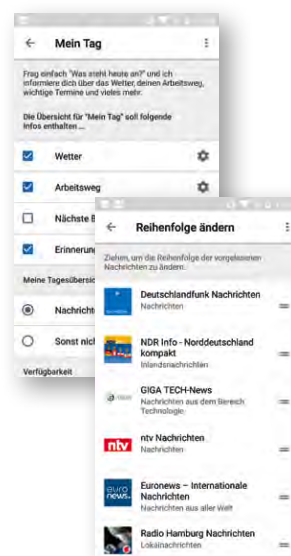 Mein Tag
Frag einfach "Was steht heute an?" und ich
informiere dich über das Wetter, deinen Arbeitsweg,
wichtige Termine und vieles mehr.
Die Übersicht für "Mein Tag" soll folgende
Infos enthalten ...
Wetter
Arbeitsweg
Nächste
Erinnerun
Meine Tagesübersic
Nachricht
Sonst nich
Verfügbarkeit
Reihenfolge ändern
Ziehen, um die Reihenfolge der vorgelesenen
Nachrichten zu ändern.
Deutschlandfunk Nachrichten
Nachrichten
NDR Info - Norddeutschland
kompakt
Inlandsnachrichten
GIGA TECH-News
Nachrichten aus dem Bereich
Technologie
ntv
ntv Nachrichten
Nachrichten
euro
news.
Euronews – Internationale
Nachrichten
Nachrichten aus aller Welt
Radio Hamburg Nachrichten
Lokalnachrichten